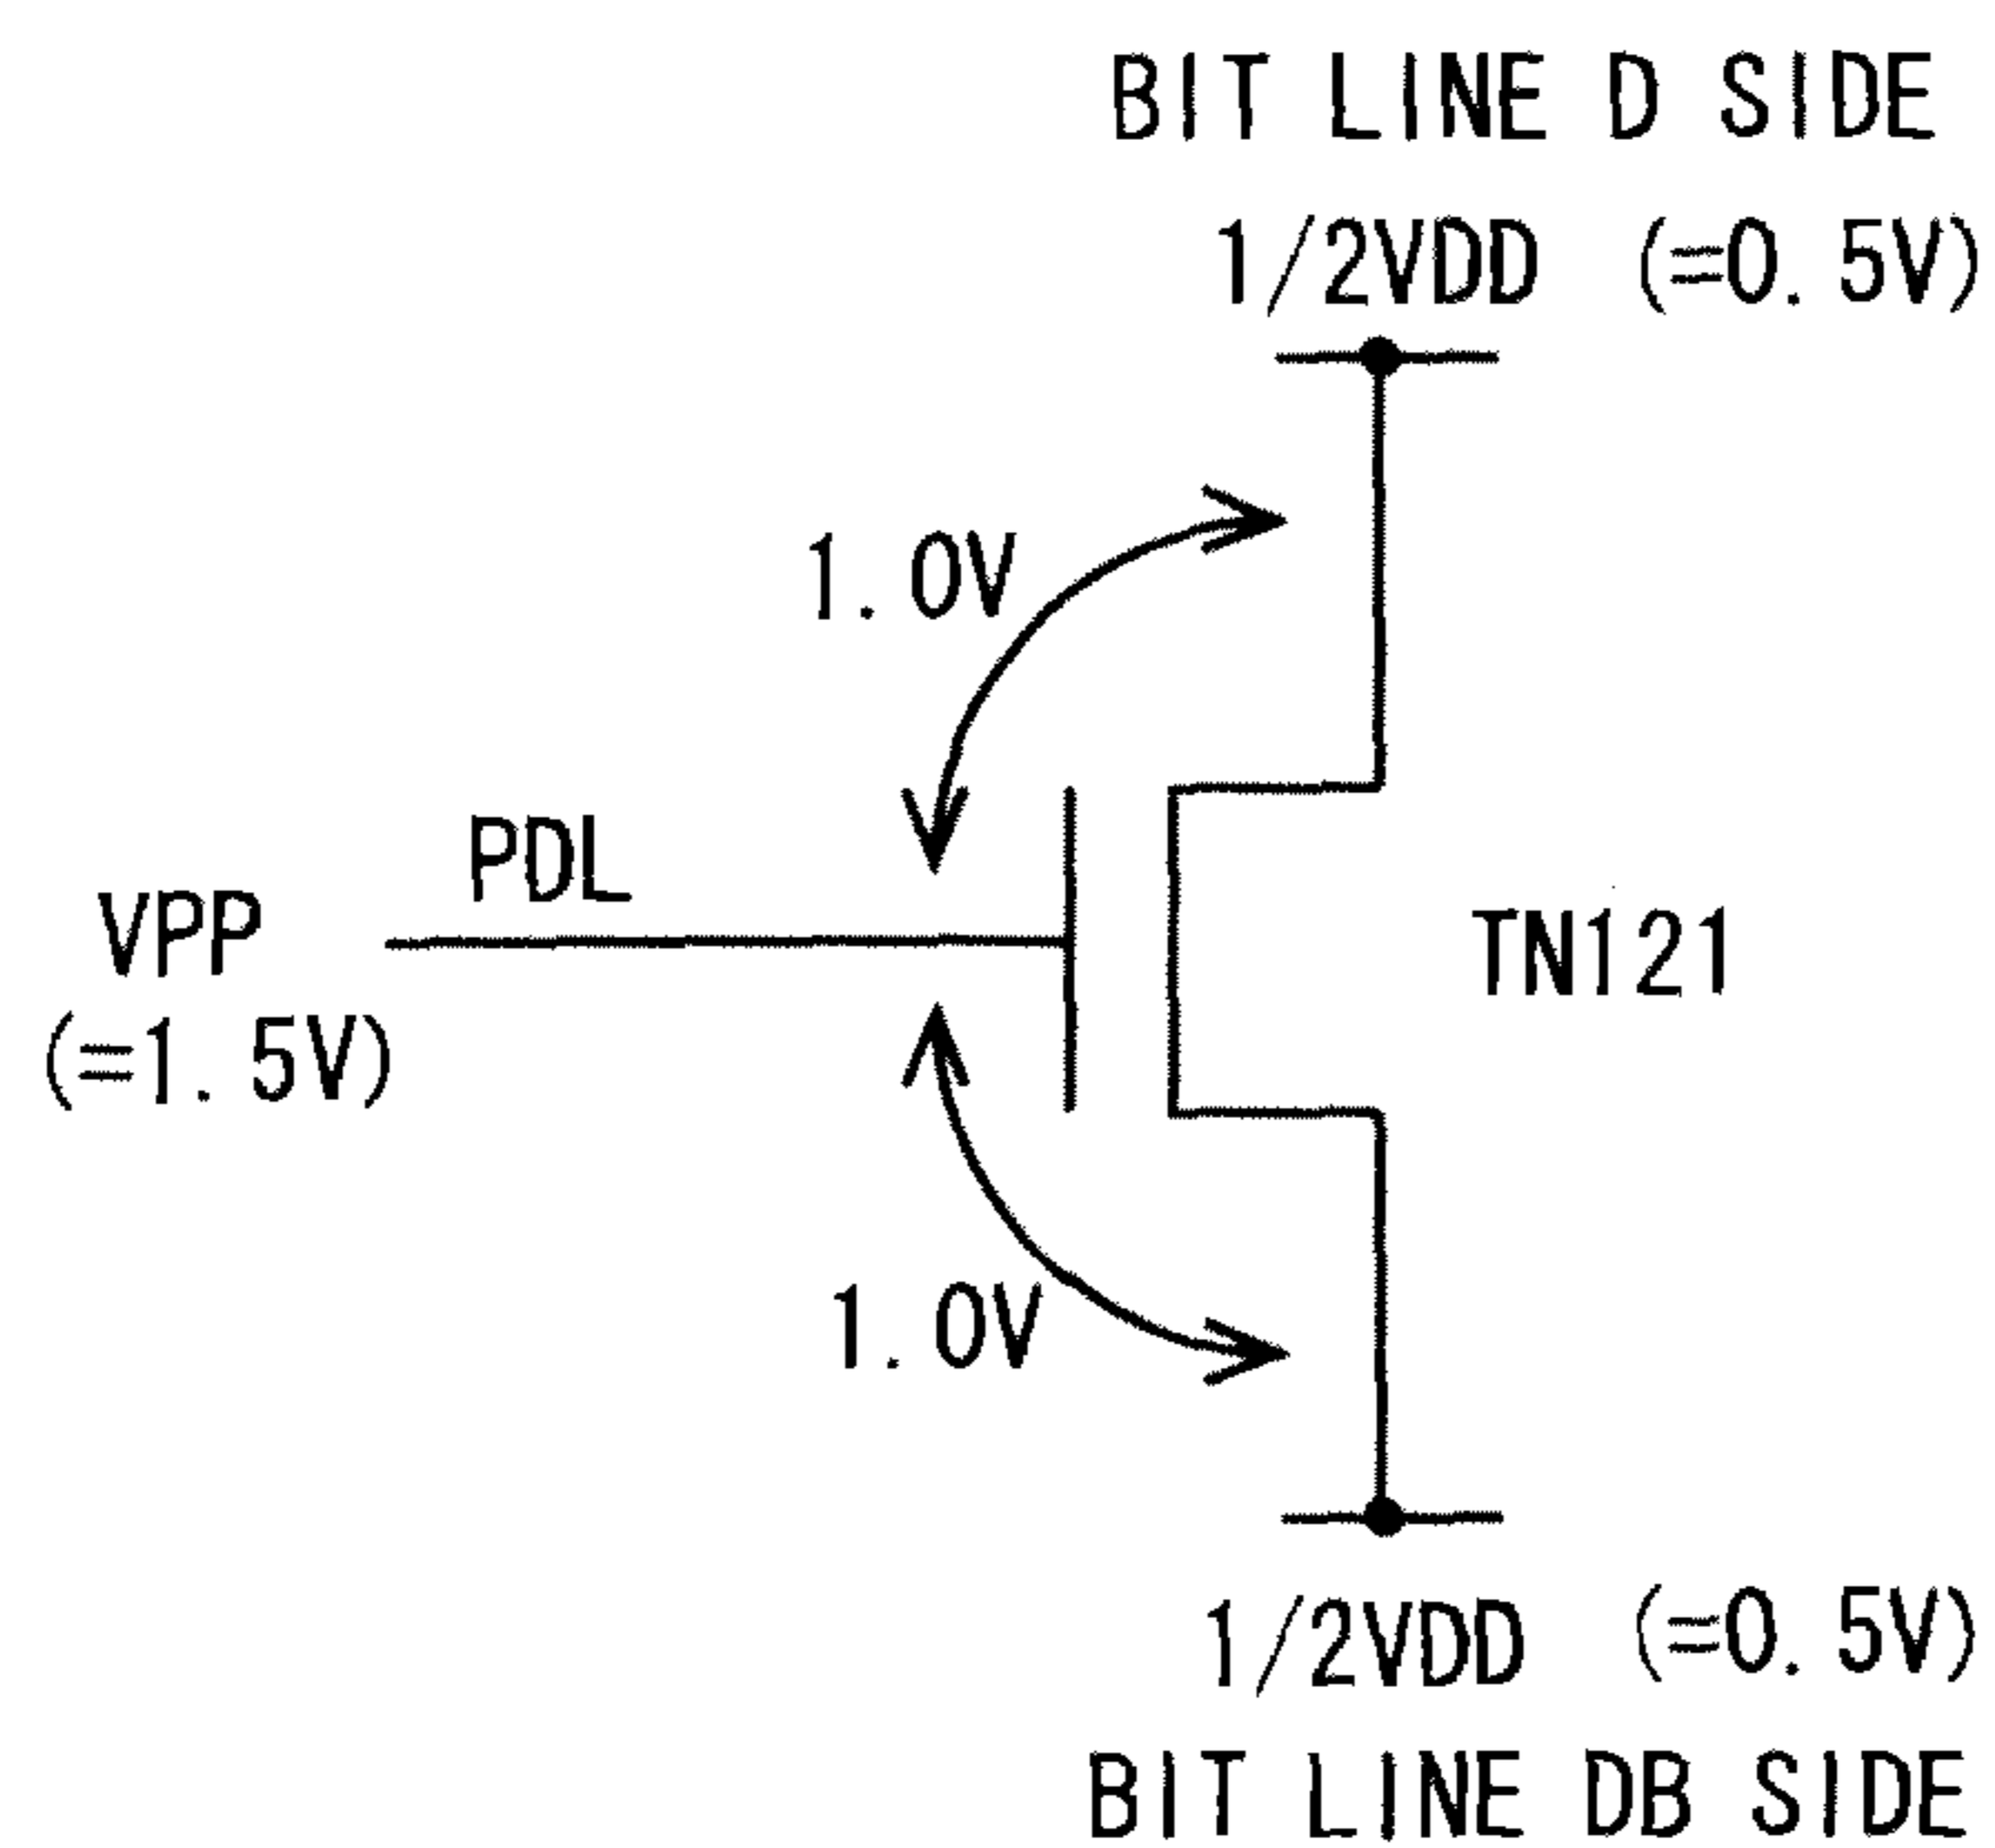 BIT LINE D SIDE
1/2VDD (=0.5V)
1.0V
PDL
VPP
(=1.5V)
TN121
1.0V
1/2VDD (=0.5V)
BIT LINE DB SIDE